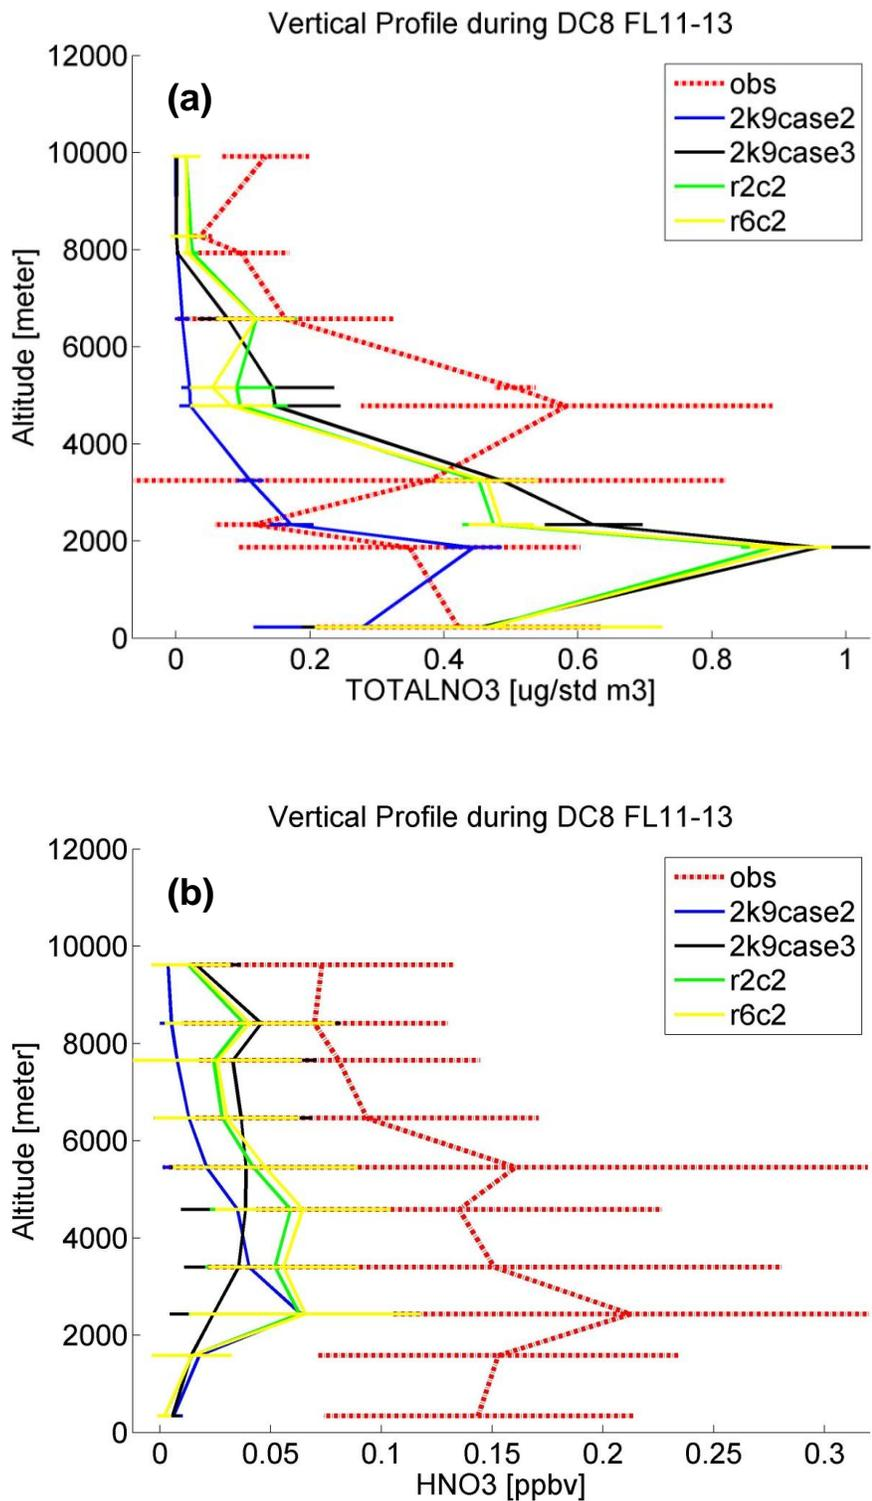 Vertical Profile during DC8 FL11-13
12000
(a)
obs
2k9case2
2k9case3
r2c2
r6c2
10000
8000
6000
4000
2000
0
Altitude [meter]
0 0.2 0.4 0.6 0.8 1
TOTALNO3 [ug/std m3]
Vertical Profile during DC8 FL11-13
12000
(b)
obs
2k9case2
2k9case3
r2c2
r6c2
10000
8000
6000
4000
2000
0
Altitude [meter]
0 0.05 0.1 0.15 0.2 0.25 0.3
HNO3 [ppbv]